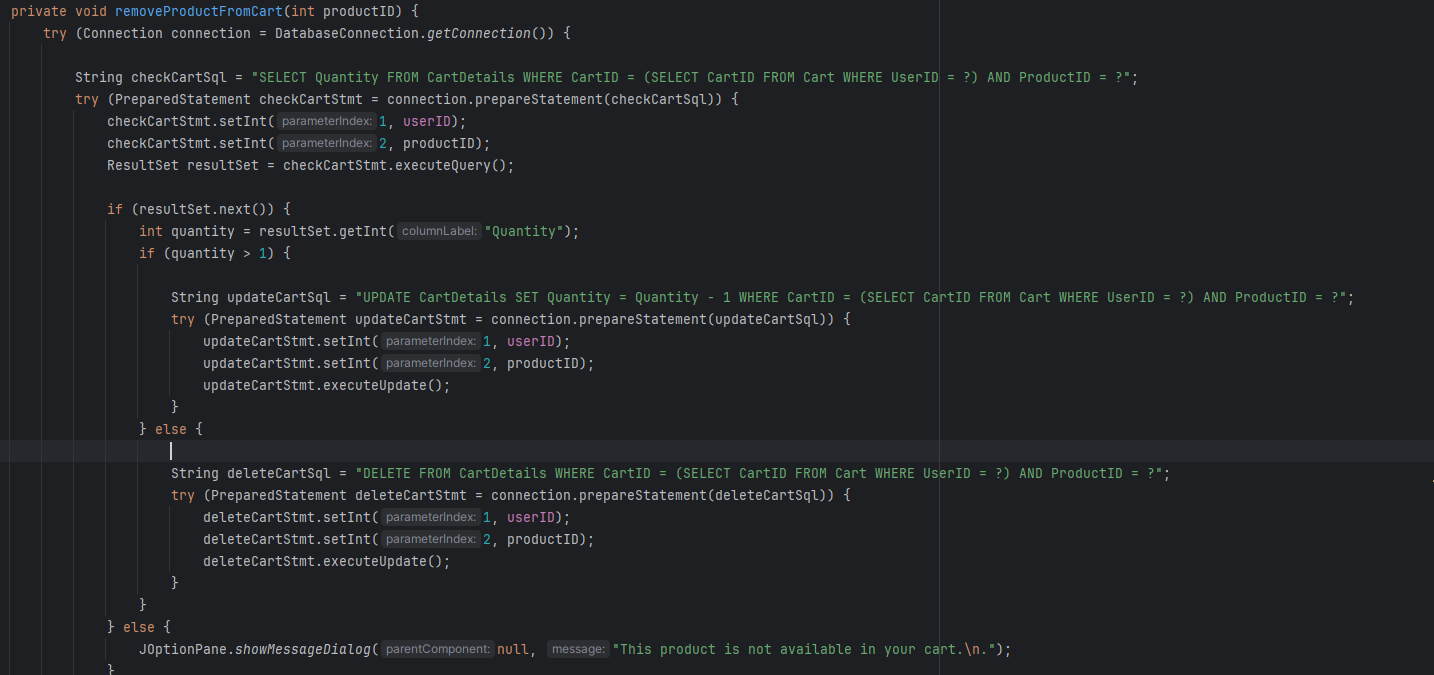 private void removeProductFromCart(int productID) {
try (Connection connection = DatabaseConnection.getConnection()) {
String checkCartSql = "SELECT Quantity FROM CartDetails WHERE CartID = (SELECT CartID FROM Cart WHERE UserID = ?) AND ProductID = ?";
try (PreparedStatement checkCartStmt = connection.prepareStatement(checkCartSql)) {
checkCartStmt.setInt( parameterIndex: 1, userID);
checkCartStmt.setInt( parameterIndex: 2, productID);
ResultSet resultSet = checkCartStmt.executeQuery();
if (resultSet.next()) {
int quantity = resultSet.getInt( columnLabel: "Quantity");
if (quantity > 1) {
String updateCartSql = "UPDATE CartDetails SET Quantity = Quantity - 1 WHERE CartID = (SELECT CartID FROM Cart WHERE UserID = ?) AND ProductID = ?";
try (PreparedStatement updateCartStmt = connection.prepareStatement(updateCartSql)) {
updateCartStmt.setInt( parameterIndex: 1, userID);
updateCartStmt.setInt( parameterIndex: 2, productID);
updateCartStmt.executeUpdate();
}
} else {
String deleteCartSql = "DELETE FROM CartDetails WHERE CartID = (SELECT CartID FROM Cart WHERE UserID = ?) AND ProductID = ?";
try (PreparedStatement deleteCartStmt = connection.prepareStatement(deleteCartSql)) {
deleteCartStmt.setInt( parameterIndex: 1, userID);
deleteCartStmt.setInt( parameterIndex: 2, productID);
deleteCartStmt.executeUpdate();
}
}
} else {
JOptionPane.showMessageDialog( parentComponent: null, message: "This product is not available in your cart.\n.");
}